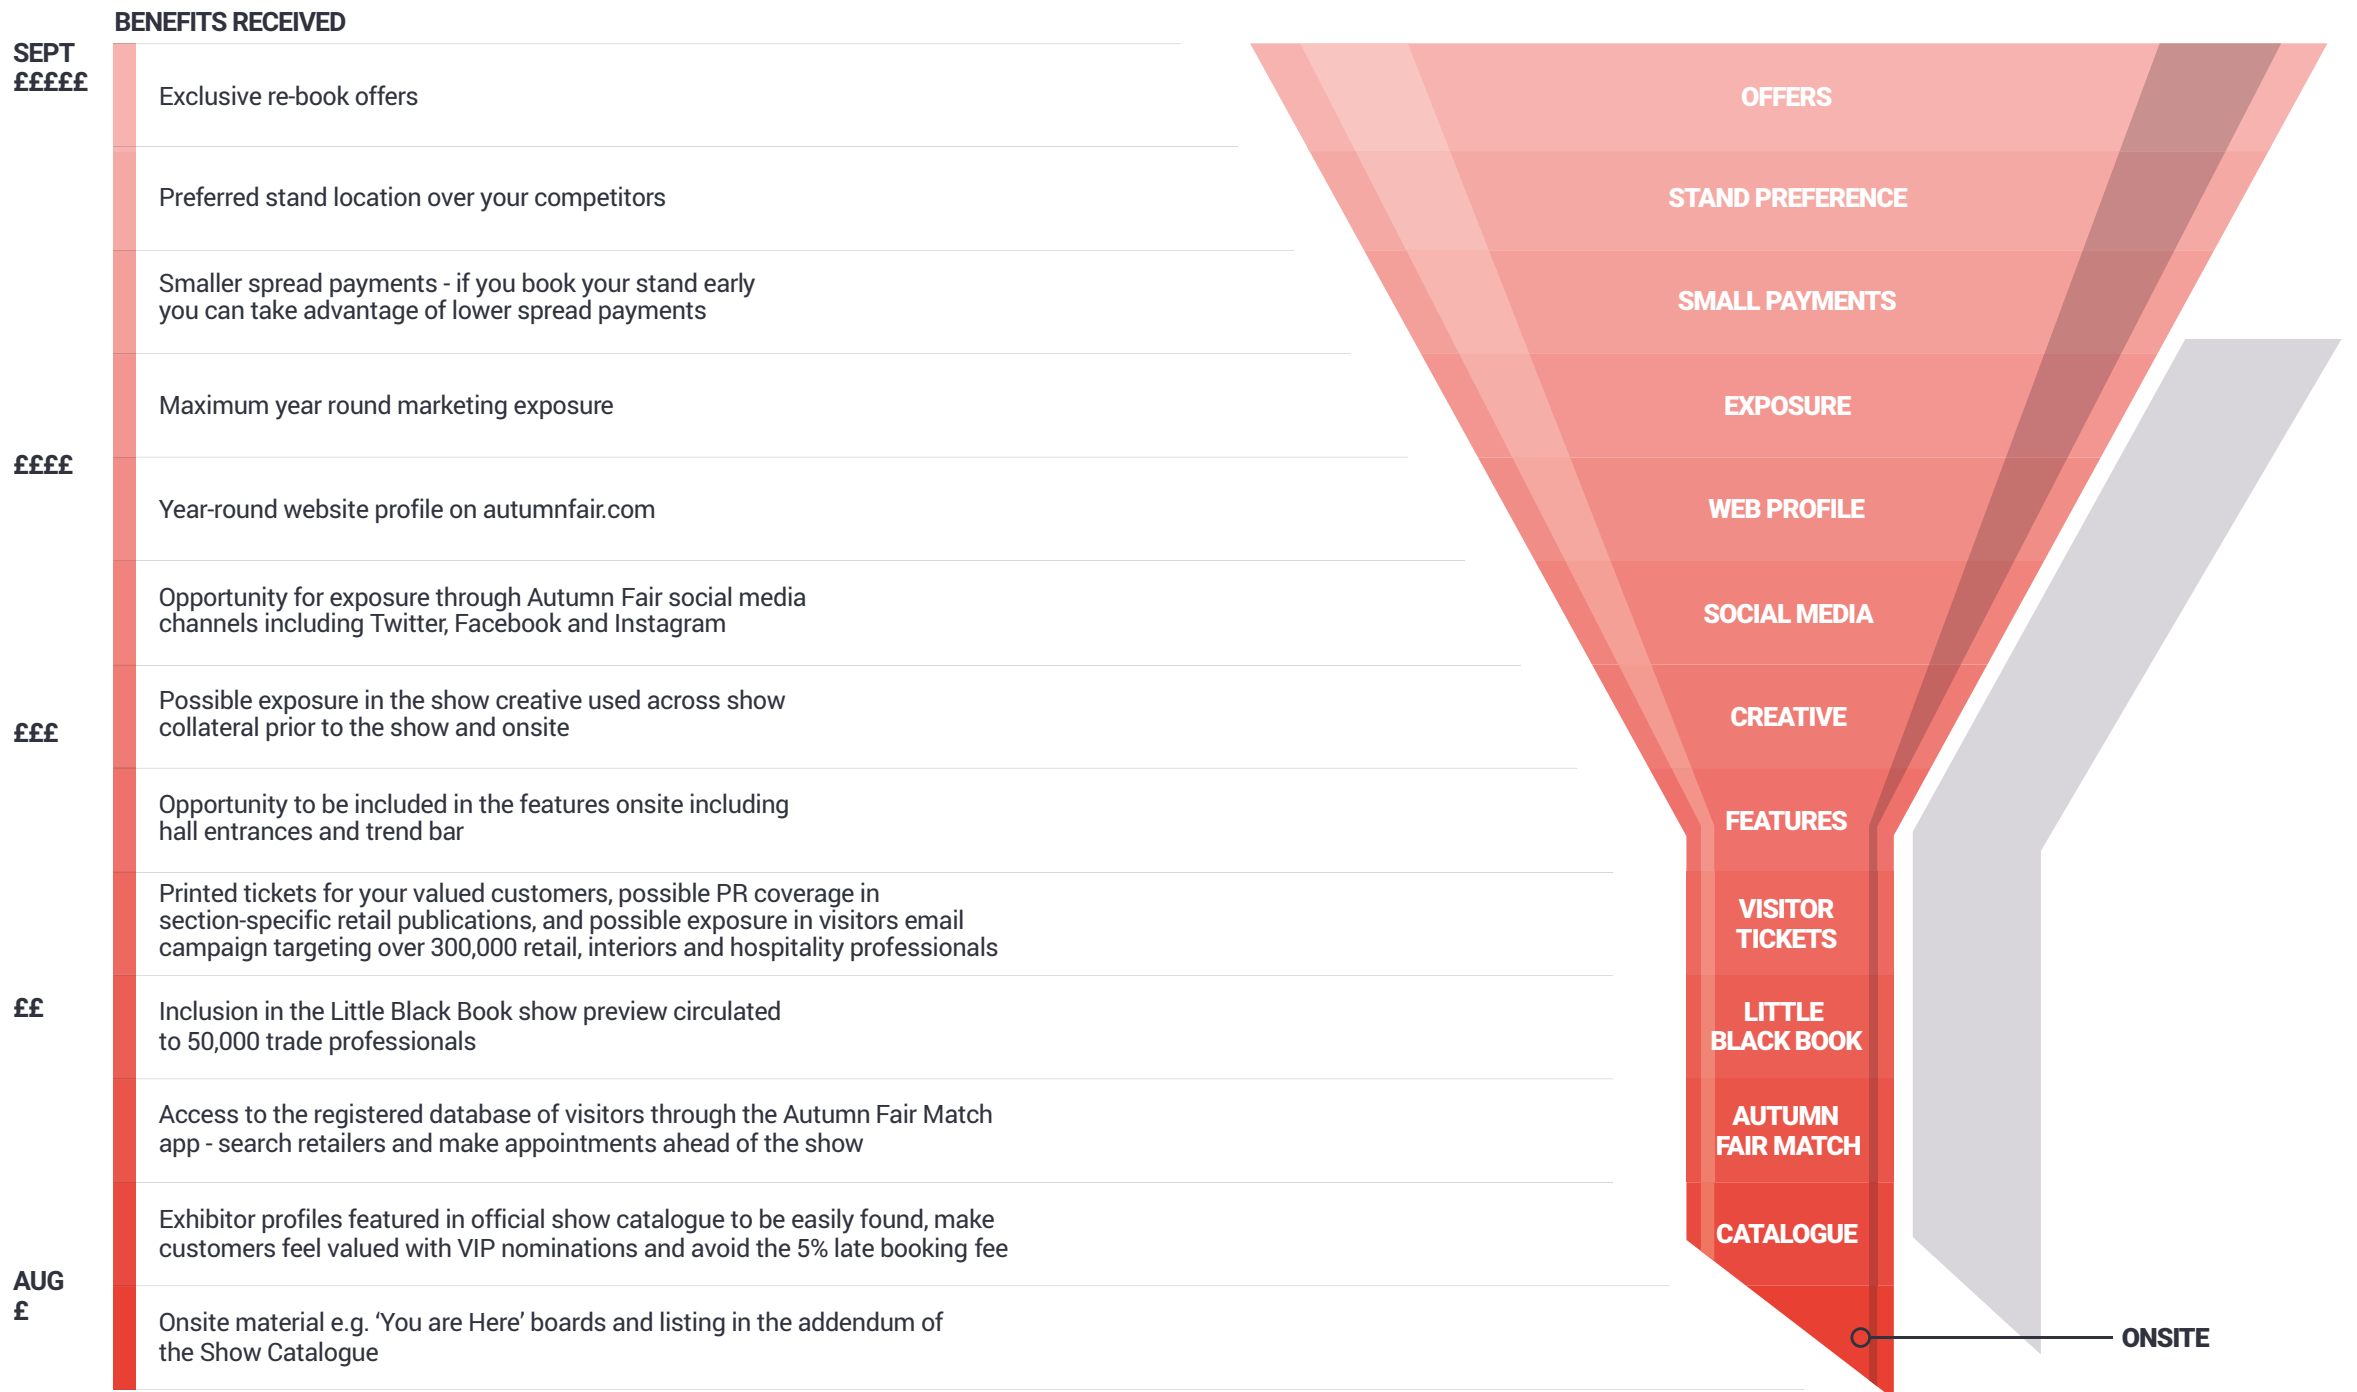 BENEFITS RECEIVED
SEPT
£££££
Exclusive re-book offers
OFFERS
Preferred stand location over your competitors
STAND PREFERENCE
Smaller spread payments - if you book your stand early
you can take advantage of lower spread payments
SMALL PAYMENTS
Maximum year round marketing exposure
EXPOSURE
££££
Year-round website profile on autumnfair.com
WEB PROFILE
Opportunity for exposure through Autumn Fair social media
channels including Twitter, Facebook and Instagram
SOCIAL MEDIA
Possible exposure in the show creative used across show
collateral prior to the show and onsite
CREATIVE
£££
Opportunity to be included in the features onsite including
hall entrances and trend bar
FEATURES
Printed tickets for your valued customers, possible PR coverage in
section-specific retail publications, and possible exposure in visitors email
campaign targeting over 300,000 retail, interiors and hospitality professionals
VISITOR
TICKETS
££
Inclusion in the Little Black Book show preview circulated
to 50,000 trade professionals
LITTLE
BLACK BOOK
Access to the registered database of visitors through the Autumn Fair Match
app - search retailers and make appointments ahead of the show
AUTUMN
FAIR MATCH
Exhibitor profiles featured in official show catalogue to be easily found, make
customers feel valued with VIP nominations and avoid the 5% late booking fee
CATALOGUE
AUG
£
Onsite material e.g. ‘You are Here’ boards and listing in the addendum of
the Show Catalogue
ONSITE